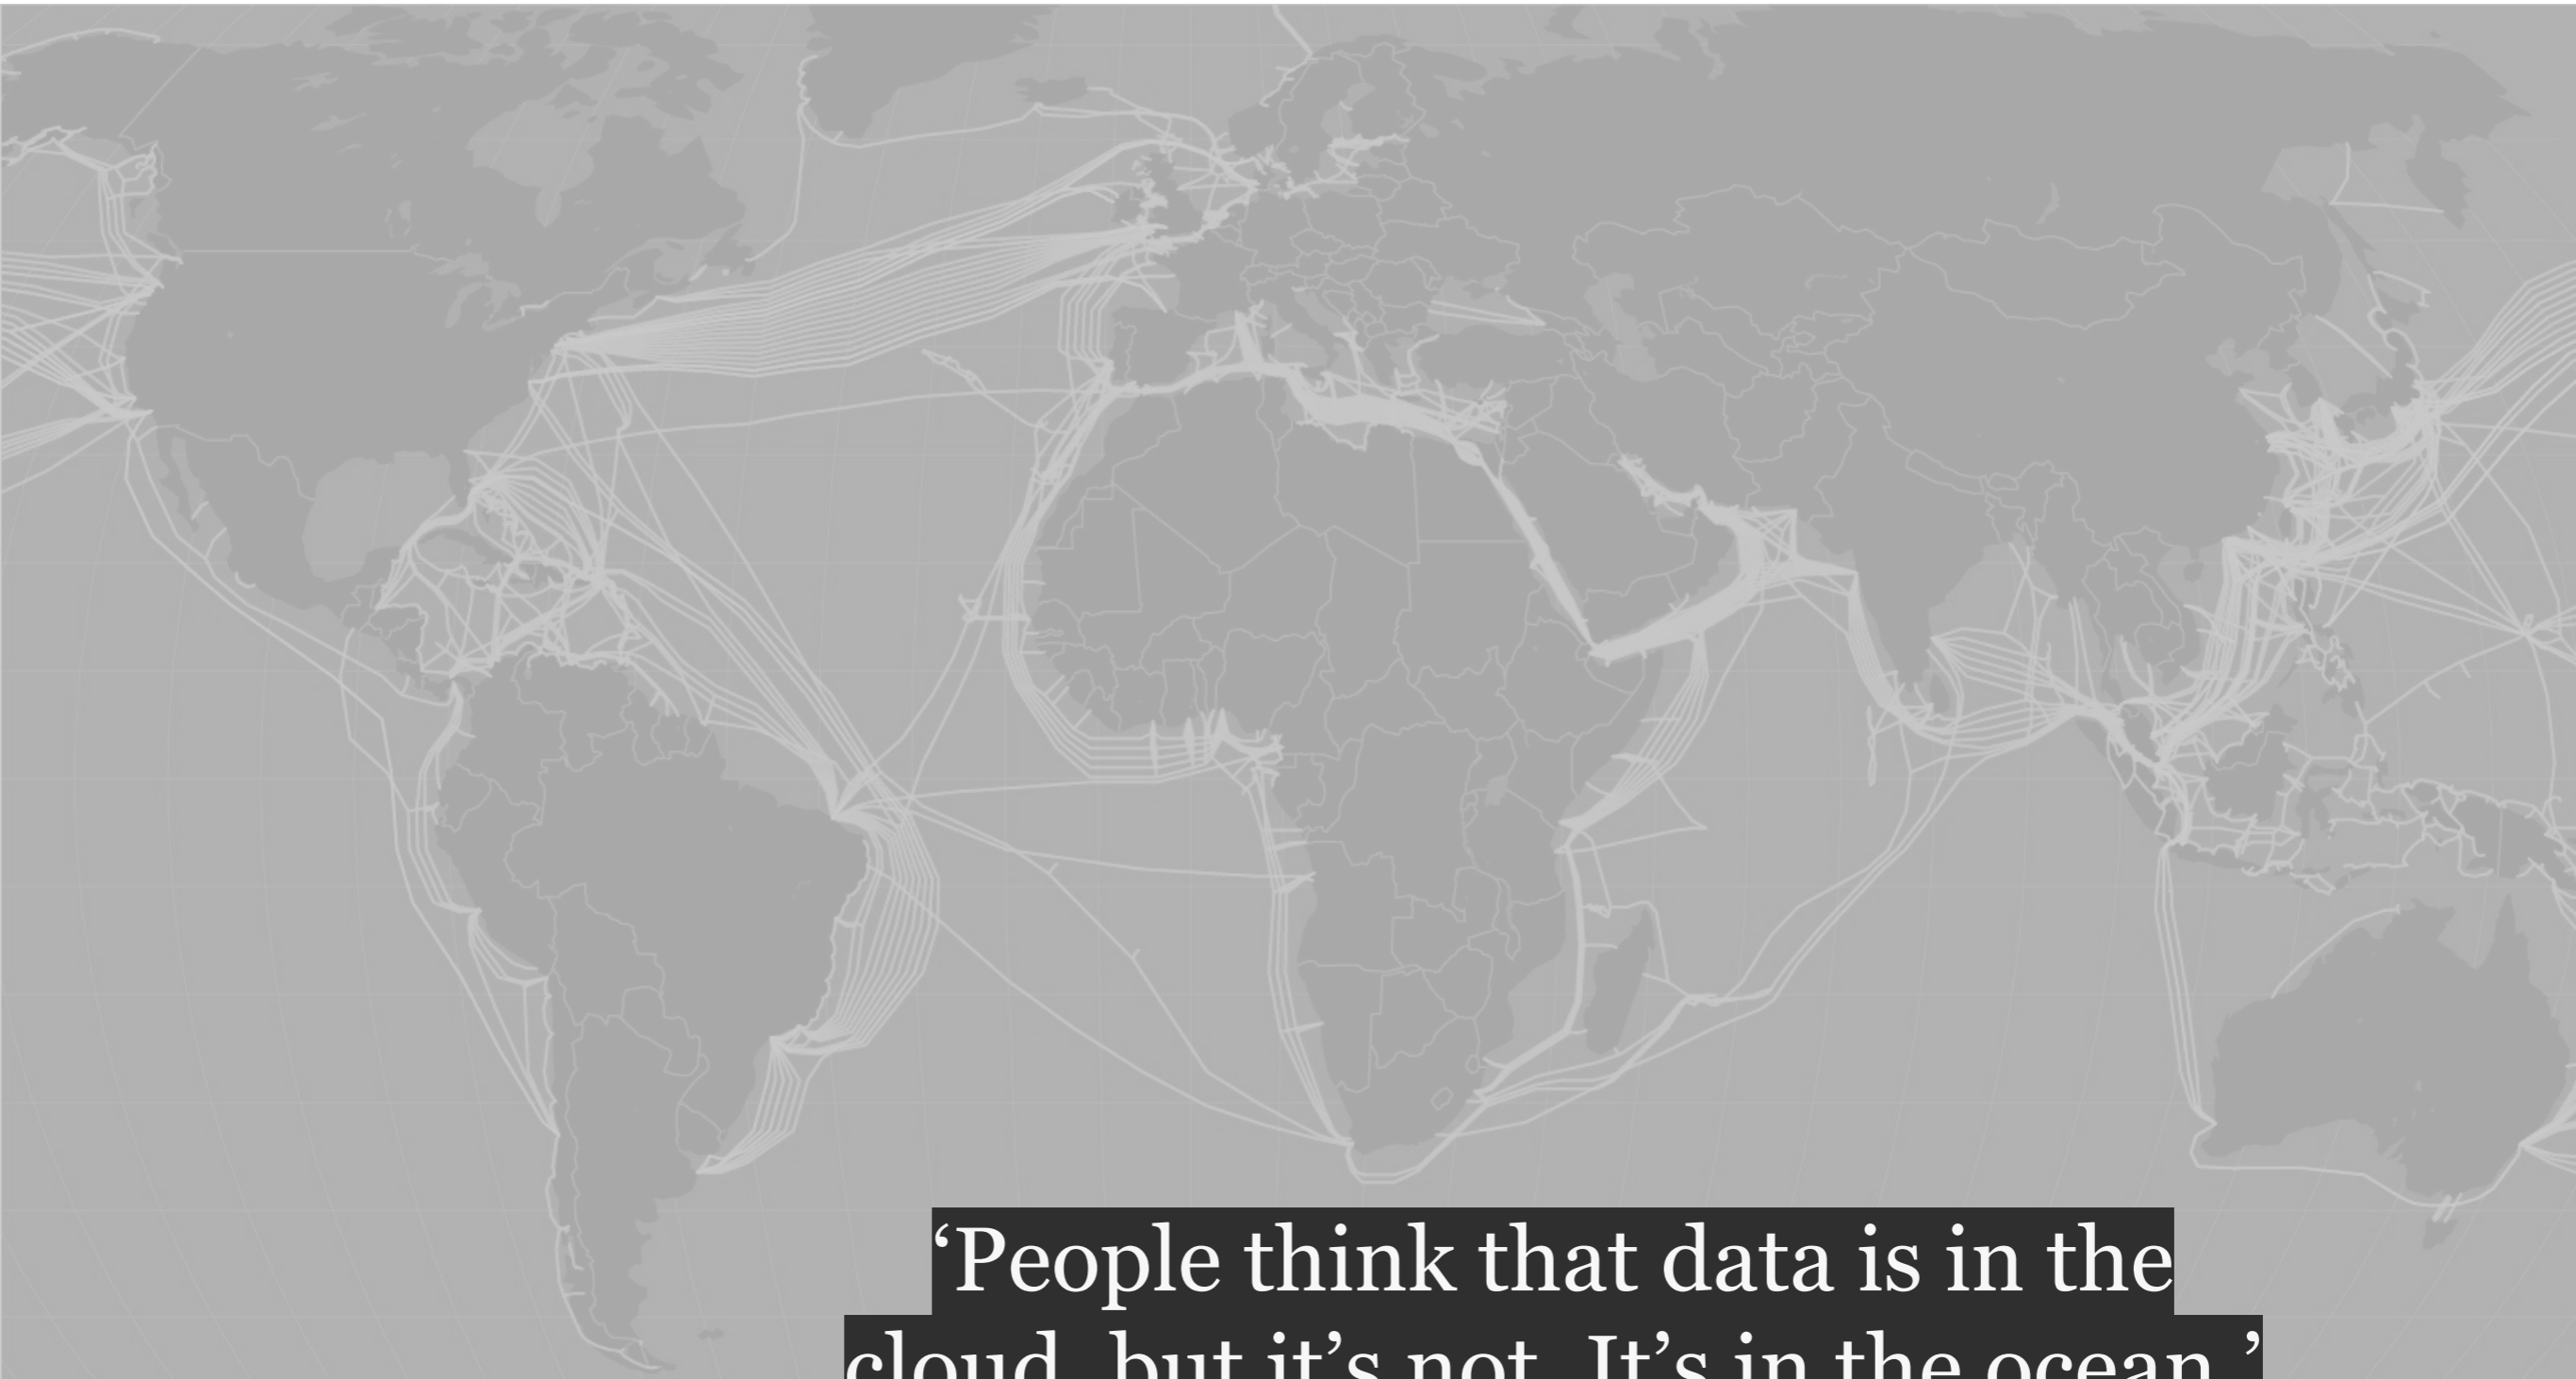 ‘People think that data is in the
cloud, but it’s not. It’s in the ocean.’